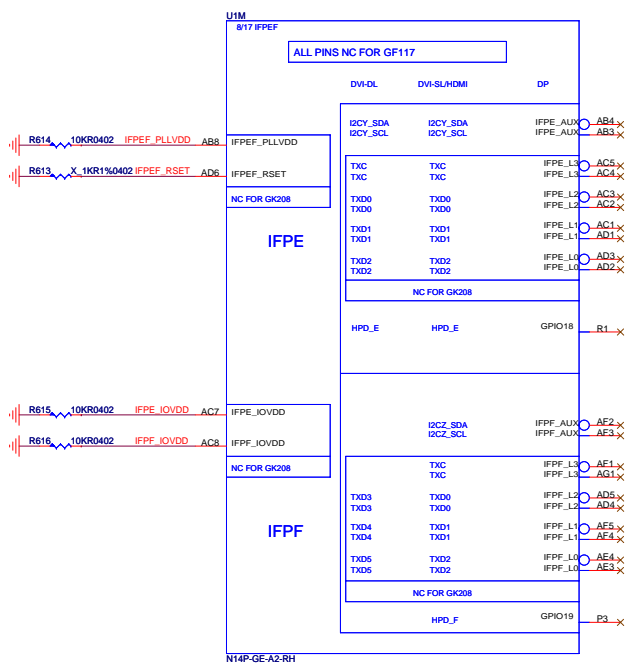 U1M
8/17 IFPEF
ALL PINS NC FOR GF117
DVI-DL DVI-SL/HDMI DP
I2CY_SDA I2CY_SDA IFPE_AUX AB4
I2CY_SCL I2CY_SCL IFPE_AUX AB3
R614 10KR0402 IFPEF_PLLVDD AB8 IFPEF_PLLVDD
TXC TXC IFPE_L3 AC5
TXC TXC IFPE_L3 AC4
R613 X_1KR1%0402 IFPEF_RSET AD6 IFPEF_RSET
NC FOR GK208
TXD0 TXD0 IFPE_L2 AC3
TXD0 TXD0 IFPE_L2 AC2
TXD1 TXD1 IFPE_L1 AC1
TXD1 TXD1 IFPE_L1 AD1
IFPE
TXD2 TXD2 IFPE_L0 AD3
TXD2 TXD2 IFPE_L0 AD2
NC FOR GK208
HPD_E HPD_E GPIO18 R1
R615 10KR0402 IFPE_IOVDD AC7 IFPE_IOVDD
I2CZ_SDA IFPF_AUX AF2
I2CZ_SCL IFPF_AUX AF3
R616 10KR0402 IFPF_IOVDD AC8 IFPF_IOVDD
NC FOR GK208
TXC IFPF_L3 AF1
TXC IFPF_L3 AG1
TXD3 TXD0 IFPF_L2 AD5
TXD3 TXD0 IFPF_L2 AD4
IFPF
TXD4 TXD1 IFPF_L1 AF5
TXD4 TXD1 IFPF_L1 AF4
TXD5 TXD2 IFPF_L0 AE4
TXD5 TXD2 IFPF_L0 AE3
NC FOR GK208
HPD_F GPIO19 P3
N14P-GE-A2-RH